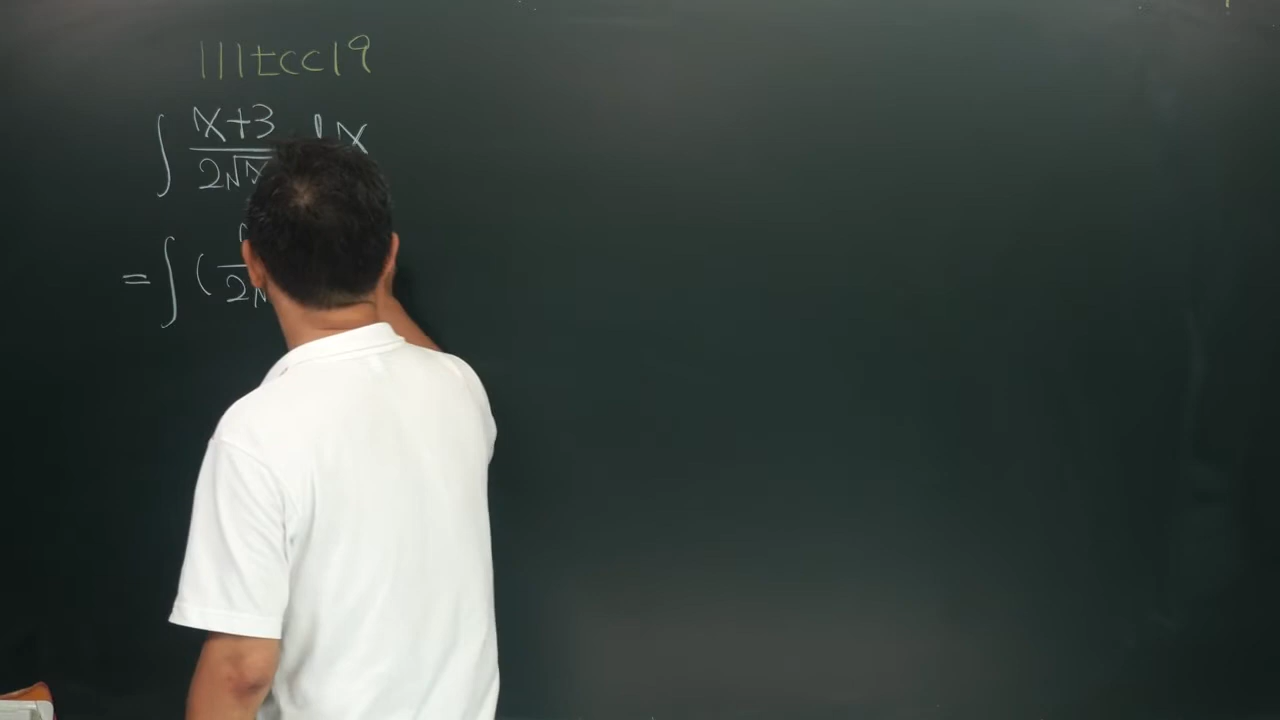 111tcc19
∫ x+3 / 2√x dx
= ∫ ( / 2√